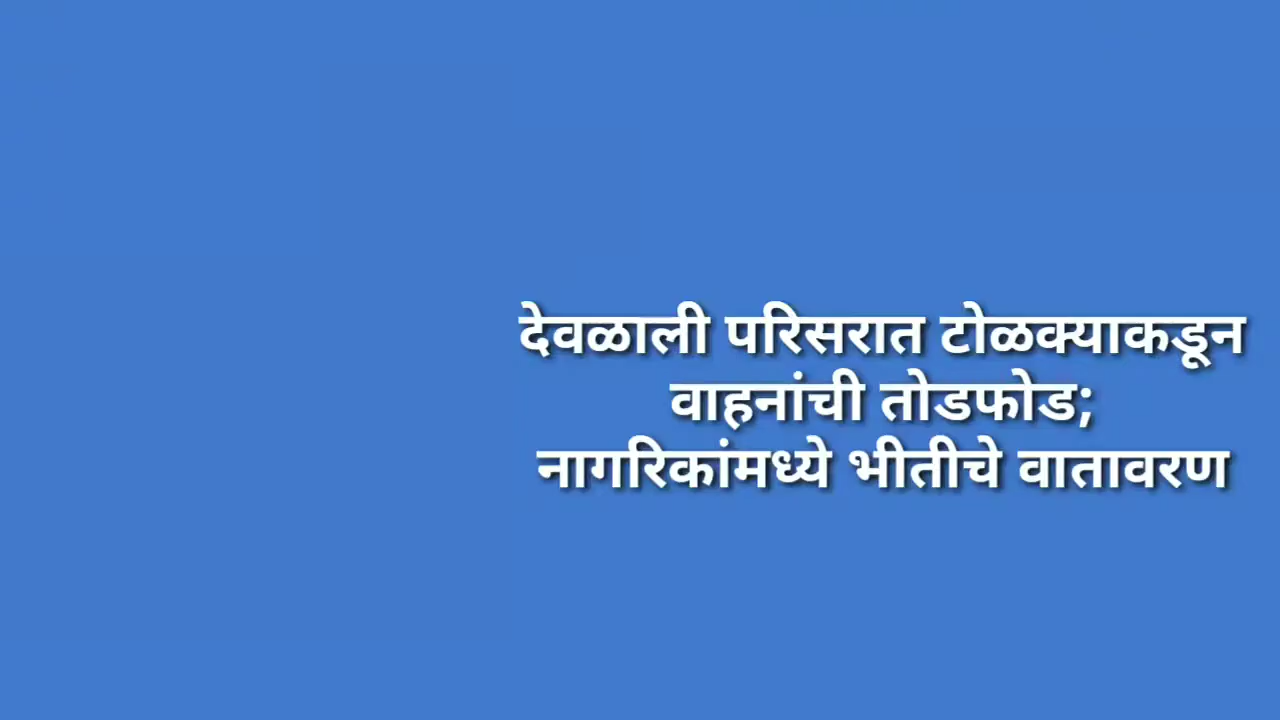 देवळाली परिसरात टोळक्याकडून
वाहनांची तोडफोड;
नागरिकांमध्ये भीतीचे वातावरण